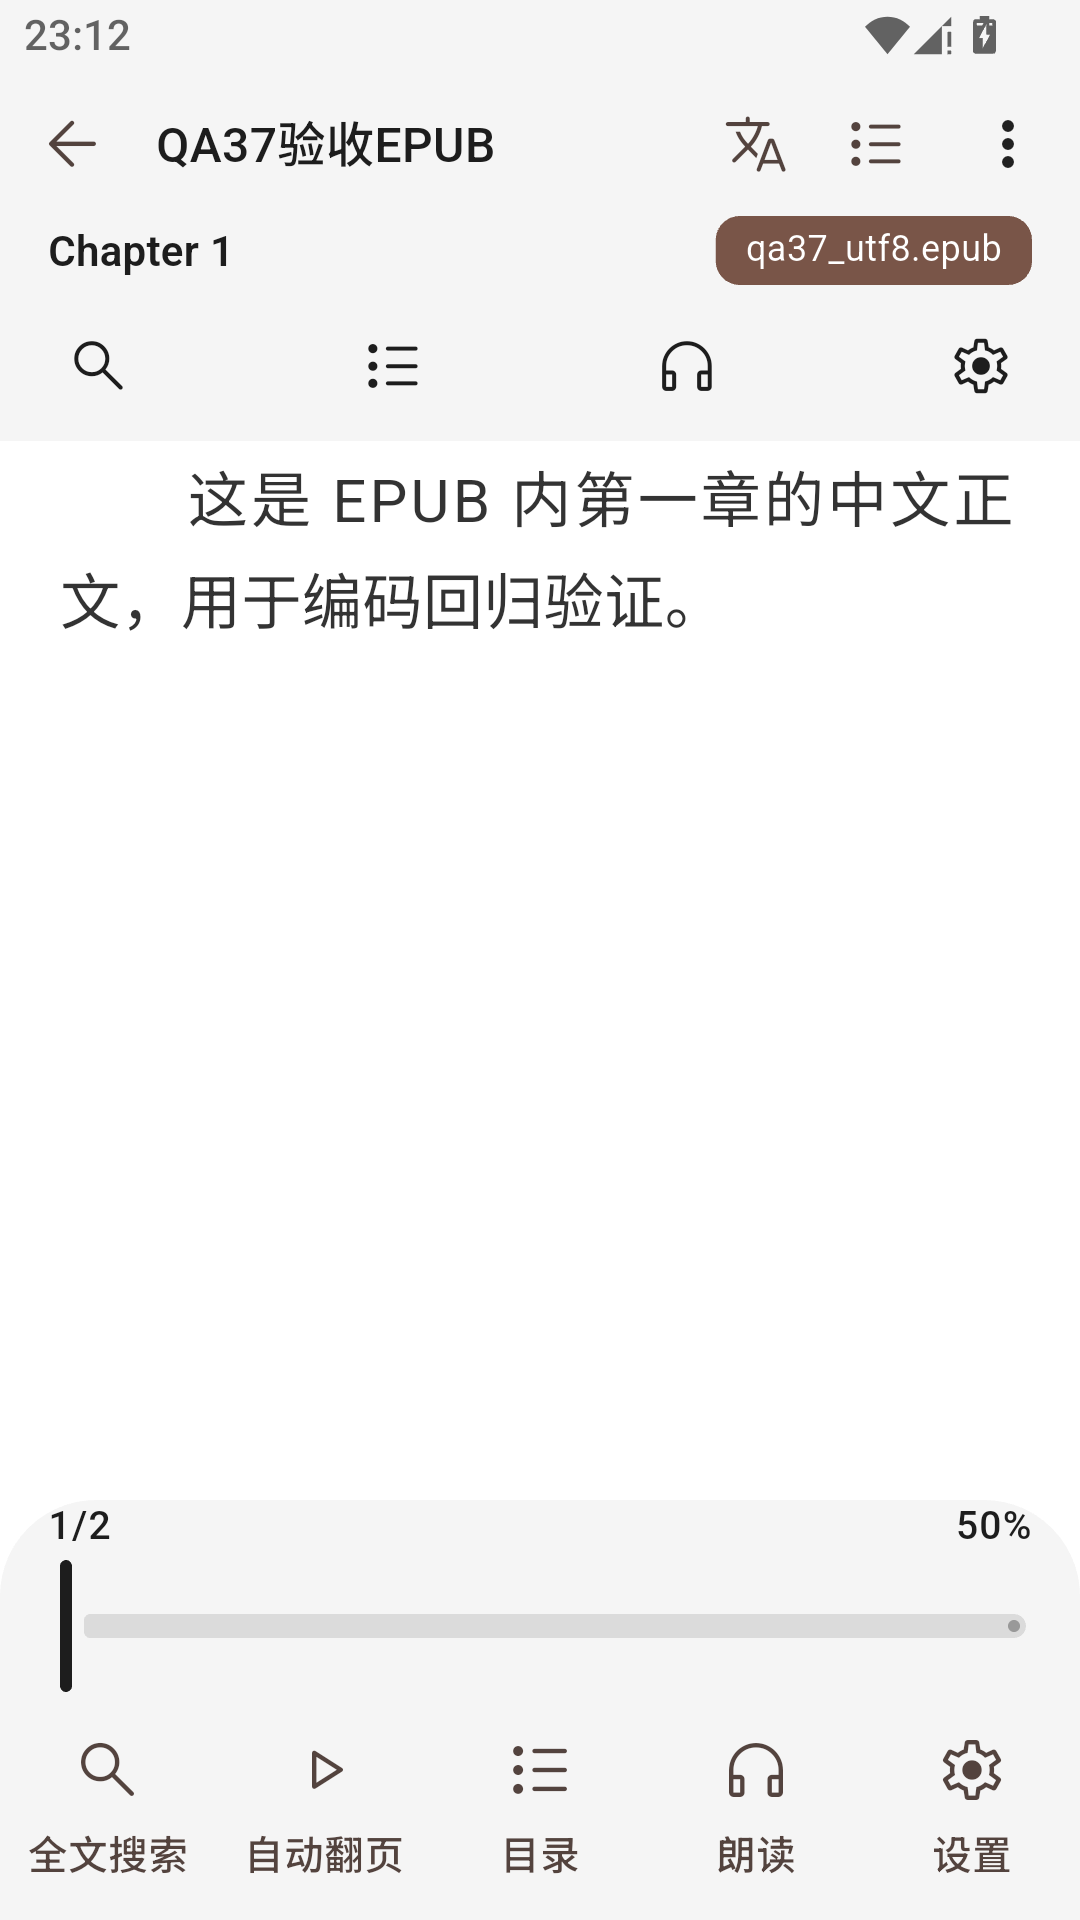 23:12
QA37验收EPUB
Chapter 1
qa37_utf8.epub
这是 EPUB 内第一章的中文正
文，用于编码回归验证。
1/2
50%
全文搜索
自动翻页
目录
朗读
设置